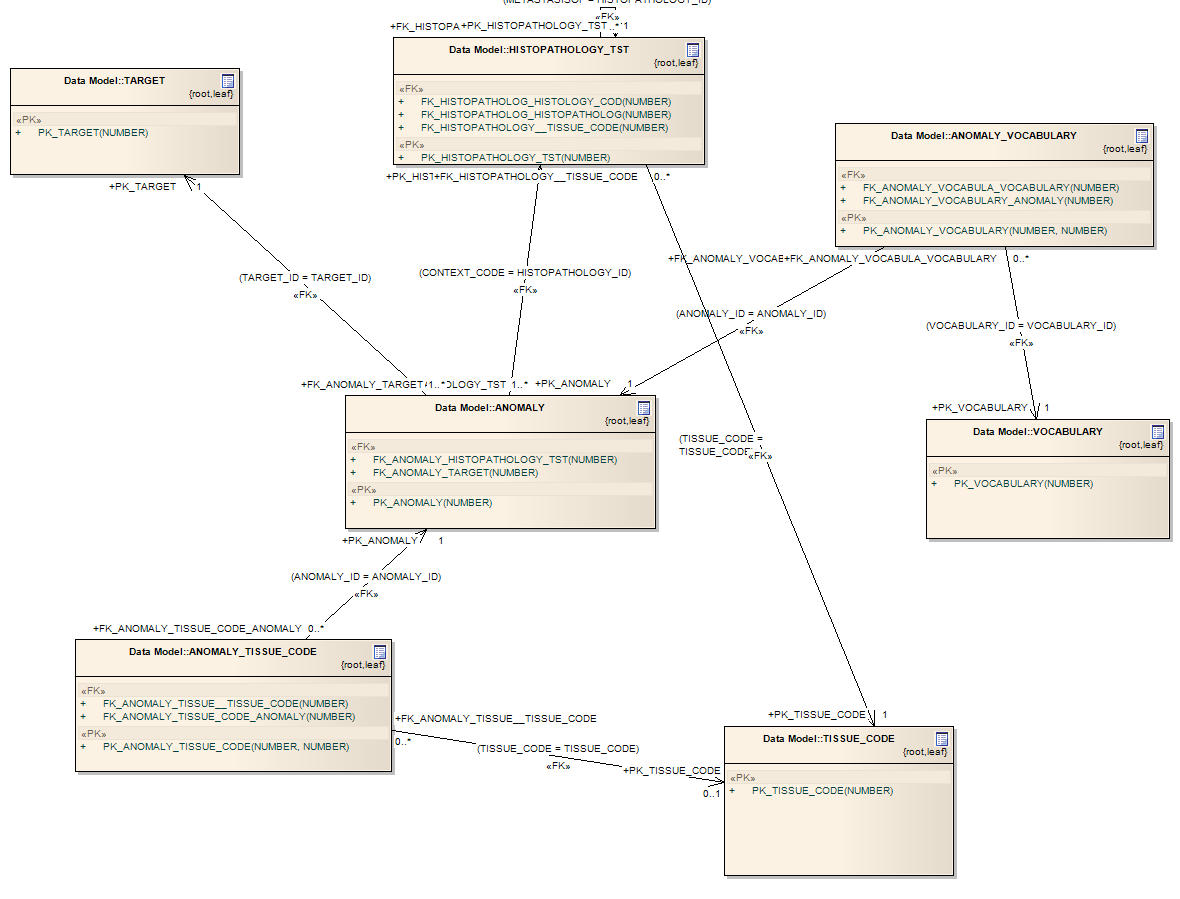 (METASTASISOF = HISTOPATHOLOGY_ID)
«FK»
+FK_HISTOPA+PK_HISTOPATHOLOGY_TST ..* 1
Data Model::HISTOPATHOLOGY_TST
{root,leaf}
«FK»
+ FK_HISTOPATHOLOG_HISTOLOGY_COD(NUMBER)
+ FK_HISTOPATHOLOG_HISTOPATHOLOG(NUMBER)
+ FK_HISTOPATHOLOGY__TISSUE_CODE(NUMBER)
«PK»
+ PK_HISTOPATHOLOGY_TST(NUMBER)
Data Model::TARGET
{root,leaf}
«PK»
+ PK_TARGET(NUMBER)
Data Model::ANOMALY_VOCABULARY
{root,leaf}
«FK»
+ FK_ANOMALY_VOCABULA_VOCABULARY(NUMBER)
+ FK_ANOMALY_VOCABULARY_ANOMALY(NUMBER)
«PK»
+ PK_ANOMALY_VOCABULARY(NUMBER, NUMBER)
+PK_TARGET 1
+PK_HIST+FK_HISTOPATHOLOGY__TISSUE_CODE 0..*
+FK_ANOMALY_VOCAB+FK_ANOMALY_VOCABULA_VOCABULARY 0..*
(TARGET_ID = TARGET_ID)
«FK»
(CONTEXT_CODE = HISTOPATHOLOGY_ID)
«FK»
(ANOMALY_ID = ANOMALY_ID)
«FK»
(VOCABULARY_ID = VOCABULARY_ID)
«FK»
+FK_ANOMALY_TARGET 1..* OLOGY_TST 1..* +PK_ANOMALY 1
+PK_VOCABULARY 1
Data Model::ANOMALY
{root,leaf}
«FK»
+ FK_ANOMALY_HISTOPATHOLOGY_TST(NUMBER)
+ FK_ANOMALY_TARGET(NUMBER)
«PK»
+ PK_ANOMALY(NUMBER)
(TISSUE_CODE =
TISSUE_CODE
«FK»
Data Model::VOCABULARY
{root,leaf}
«PK»
+ PK_VOCABULARY(NUMBER)
+PK_ANOMALY 1
(ANOMALY_ID = ANOMALY_ID)
«FK»
+FK_ANOMALY_TISSUE_CODE_ANOMALY 0..*
Data Model::ANOMALY_TISSUE_CODE
{root,leaf}
«FK»
+ FK_ANOMALY_TISSUE__TISSUE_CODE(NUMBER)
+ FK_ANOMALY_TISSUE_CODE_ANOMALY(NUMBER)
«PK»
+ PK_ANOMALY_TISSUE_CODE(NUMBER, NUMBER)
+FK_ANOMALY_TISSUE__TISSUE_CODE
0..*
(TISSUE_CODE = TISSUE_CODE)
«FK»
+PK_TISSUE_CODE
0..1
+PK_TISSUE_CODE 1
Data Model::TISSUE_CODE
{root,leaf}
«PK»
+ PK_TISSUE_CODE(NUMBER)